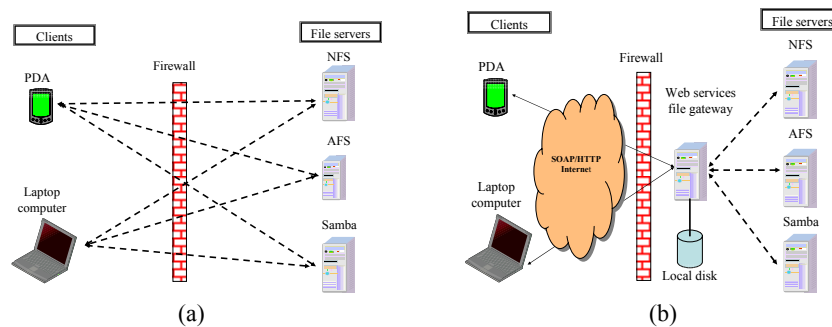 Clients
File servers
NFS
PDA
Firewall
AFS
Laptop
computer
Samba
(a)
Clients
File servers
NFS
Firewall
PDA
Web services
file gateway
AFS
SOAP/HTTP
Internet
Laptop
computer
Samba
Local disk
(b)